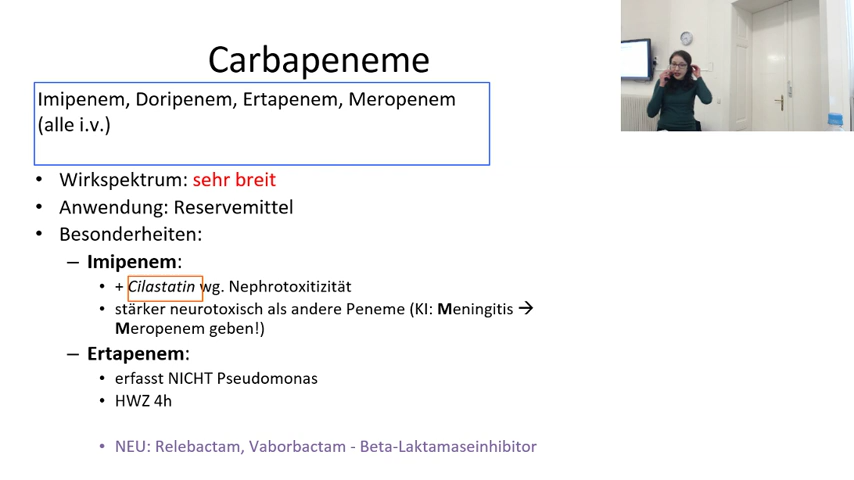 Carbapeneme
Imipenem, Doripenem, Ertapenem, Meropenem
(alle i.v.)
• Wirkspektrum: sehr breit
• Anwendung: Reservemittel
• Besonderheiten:
– Imipenem:
• + Cilastatin wg. Nephrotoxitizität
• stärker neurotoxisch als andere Peneme (KI: Meningitis →
Meropenem geben!)
– Ertapenem:
• erfasst NICHT Pseudomonas
• HWZ 4h
• NEU: Relebactam, Vaborbactam - Beta-Laktamaseinhibitor